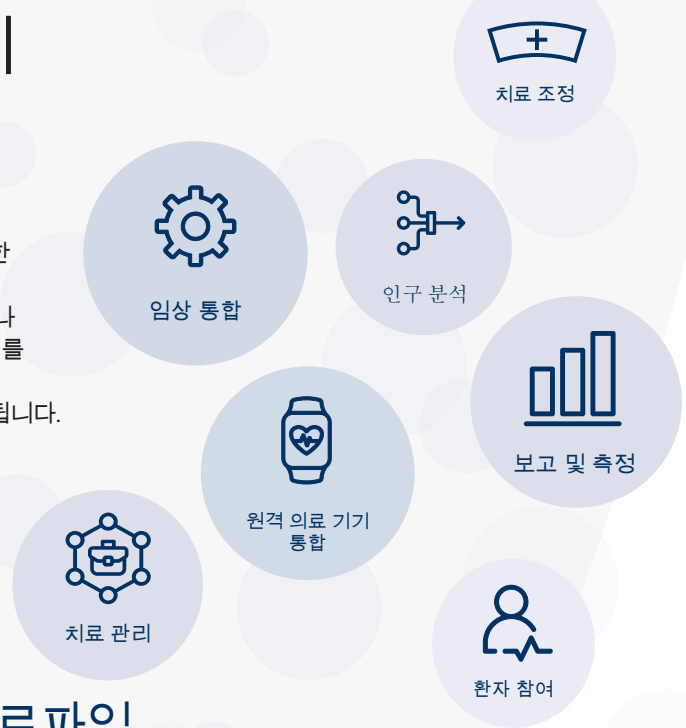 치료 조정
임상 통합
인구 분석
를
보고 및 측정
원격 의료 기기
통합
치료 관리
환자 참여